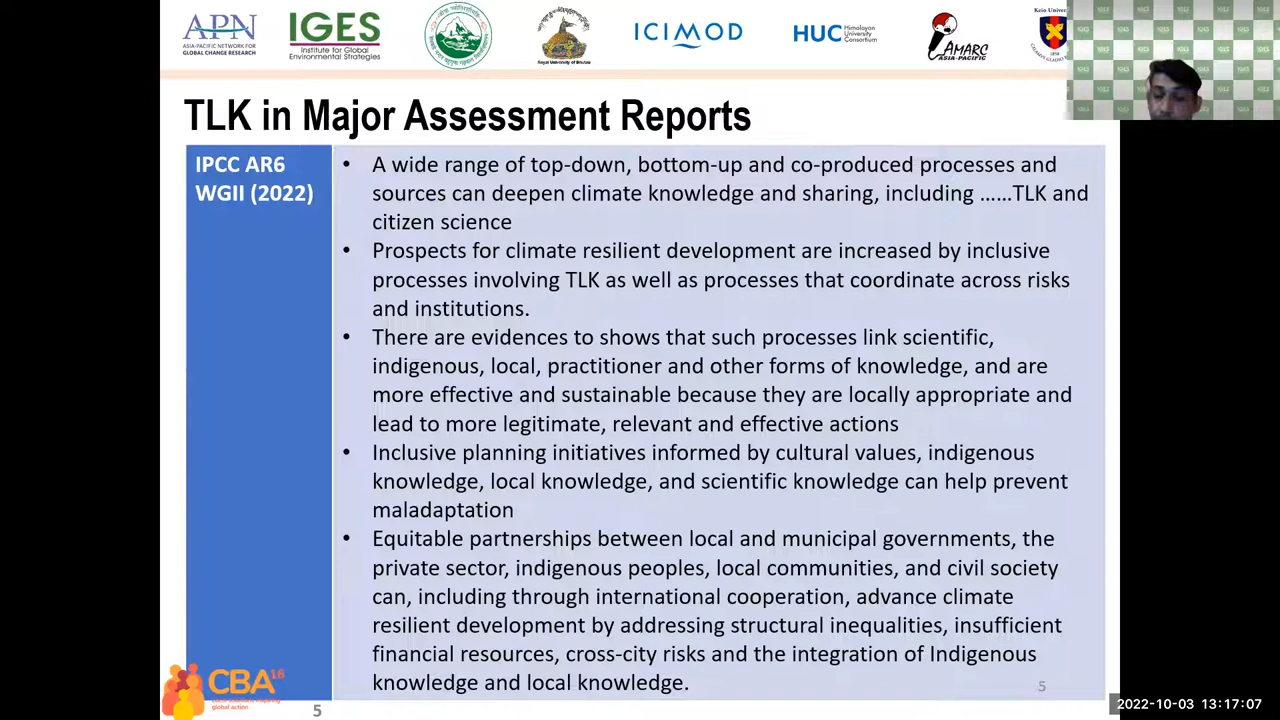 APN
ASIA-PACIFIC NETWORK FOR
GLOBAL CHANGE RESEARCH
IGES
Institute for Global
Environmental Strategies
Royal University of Bhutan
ICIMOD
HUC Himalayan
University
Consortium
AMARC
ASIA-PACIFIC
Keio Univer
TLK in Major Assessment Reports
IPCC AR6
WGII (2022)
• A wide range of top-down, bottom-up and co-produced processes and
sources can deepen climate knowledge and sharing, including ……TLK and
citizen science
• Prospects for climate resilient development are increased by inclusive
processes involving TLK as well as processes that coordinate across risks
and institutions.
• There are evidences to shows that such processes link scientific,
indigenous, local, practitioner and other forms of knowledge, and are
more effective and sustainable because they are locally appropriate and
lead to more legitimate, relevant and effective actions
• Inclusive planning initiatives informed by cultural values, indigenous
knowledge, local knowledge, and scientific knowledge can help prevent
maladaptation
• Equitable partnerships between local and municipal governments, the
private sector, indigenous peoples, local communities, and civil society
can, including through international cooperation, advance climate
resilient development by addressing structural inequalities, insufficient
financial resources, cross-city risks and the integration of Indigenous
knowledge and local knowledge.
5
CBA16
global action
5
2022-10-03 13:17:07